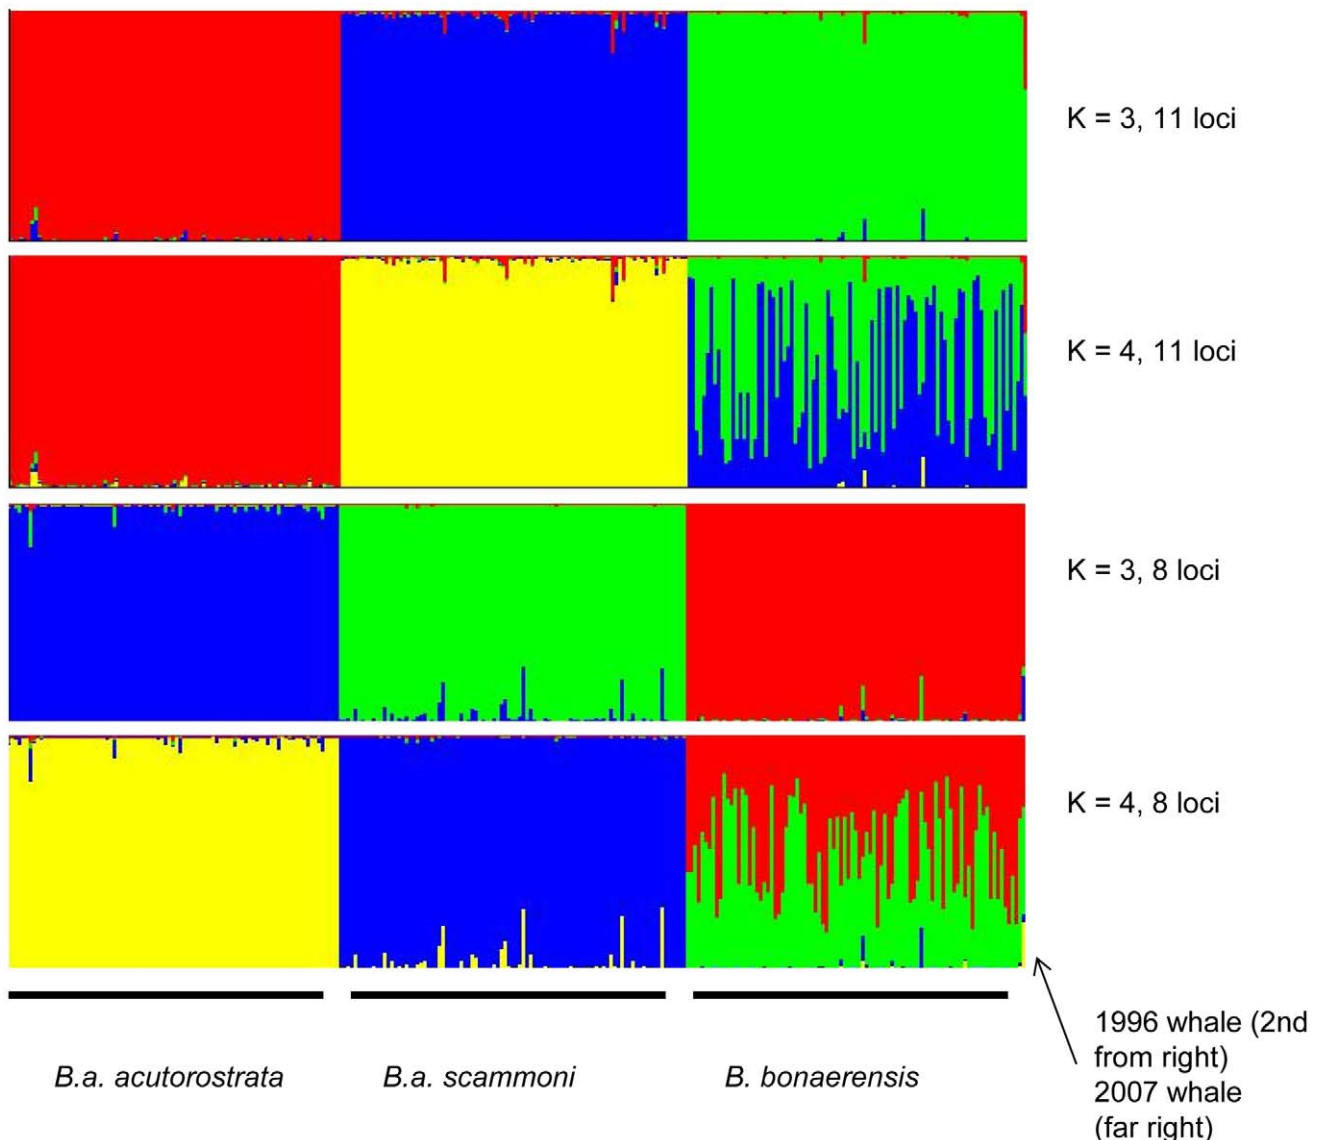 K = 3, 11 loci
K = 4, 11 loci
K = 3, 8 loci
K = 4, 8 loci
B.a. acutorostrata
B.a. scammoni
B. bonaerensis
1996 whale (2nd
from right)
2007 whale
(far right)